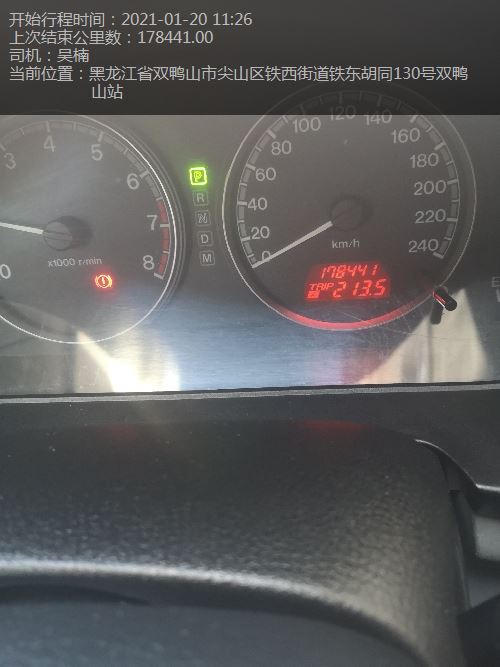 开始行程时间：2021-01-20 11:26
上次结束公里数：178441.00
司机：吴楠
当前位置：黑龙江省双鸭山市尖山区铁西街道铁东胡同130号双鸭
山站
3
4
5
6
7
8
0
x1000 r/min
P
R
N
D
M
0
20
40
60
80
100
120
140
160
180
200
220
240
km/h
178441
TRIP
213.5
E